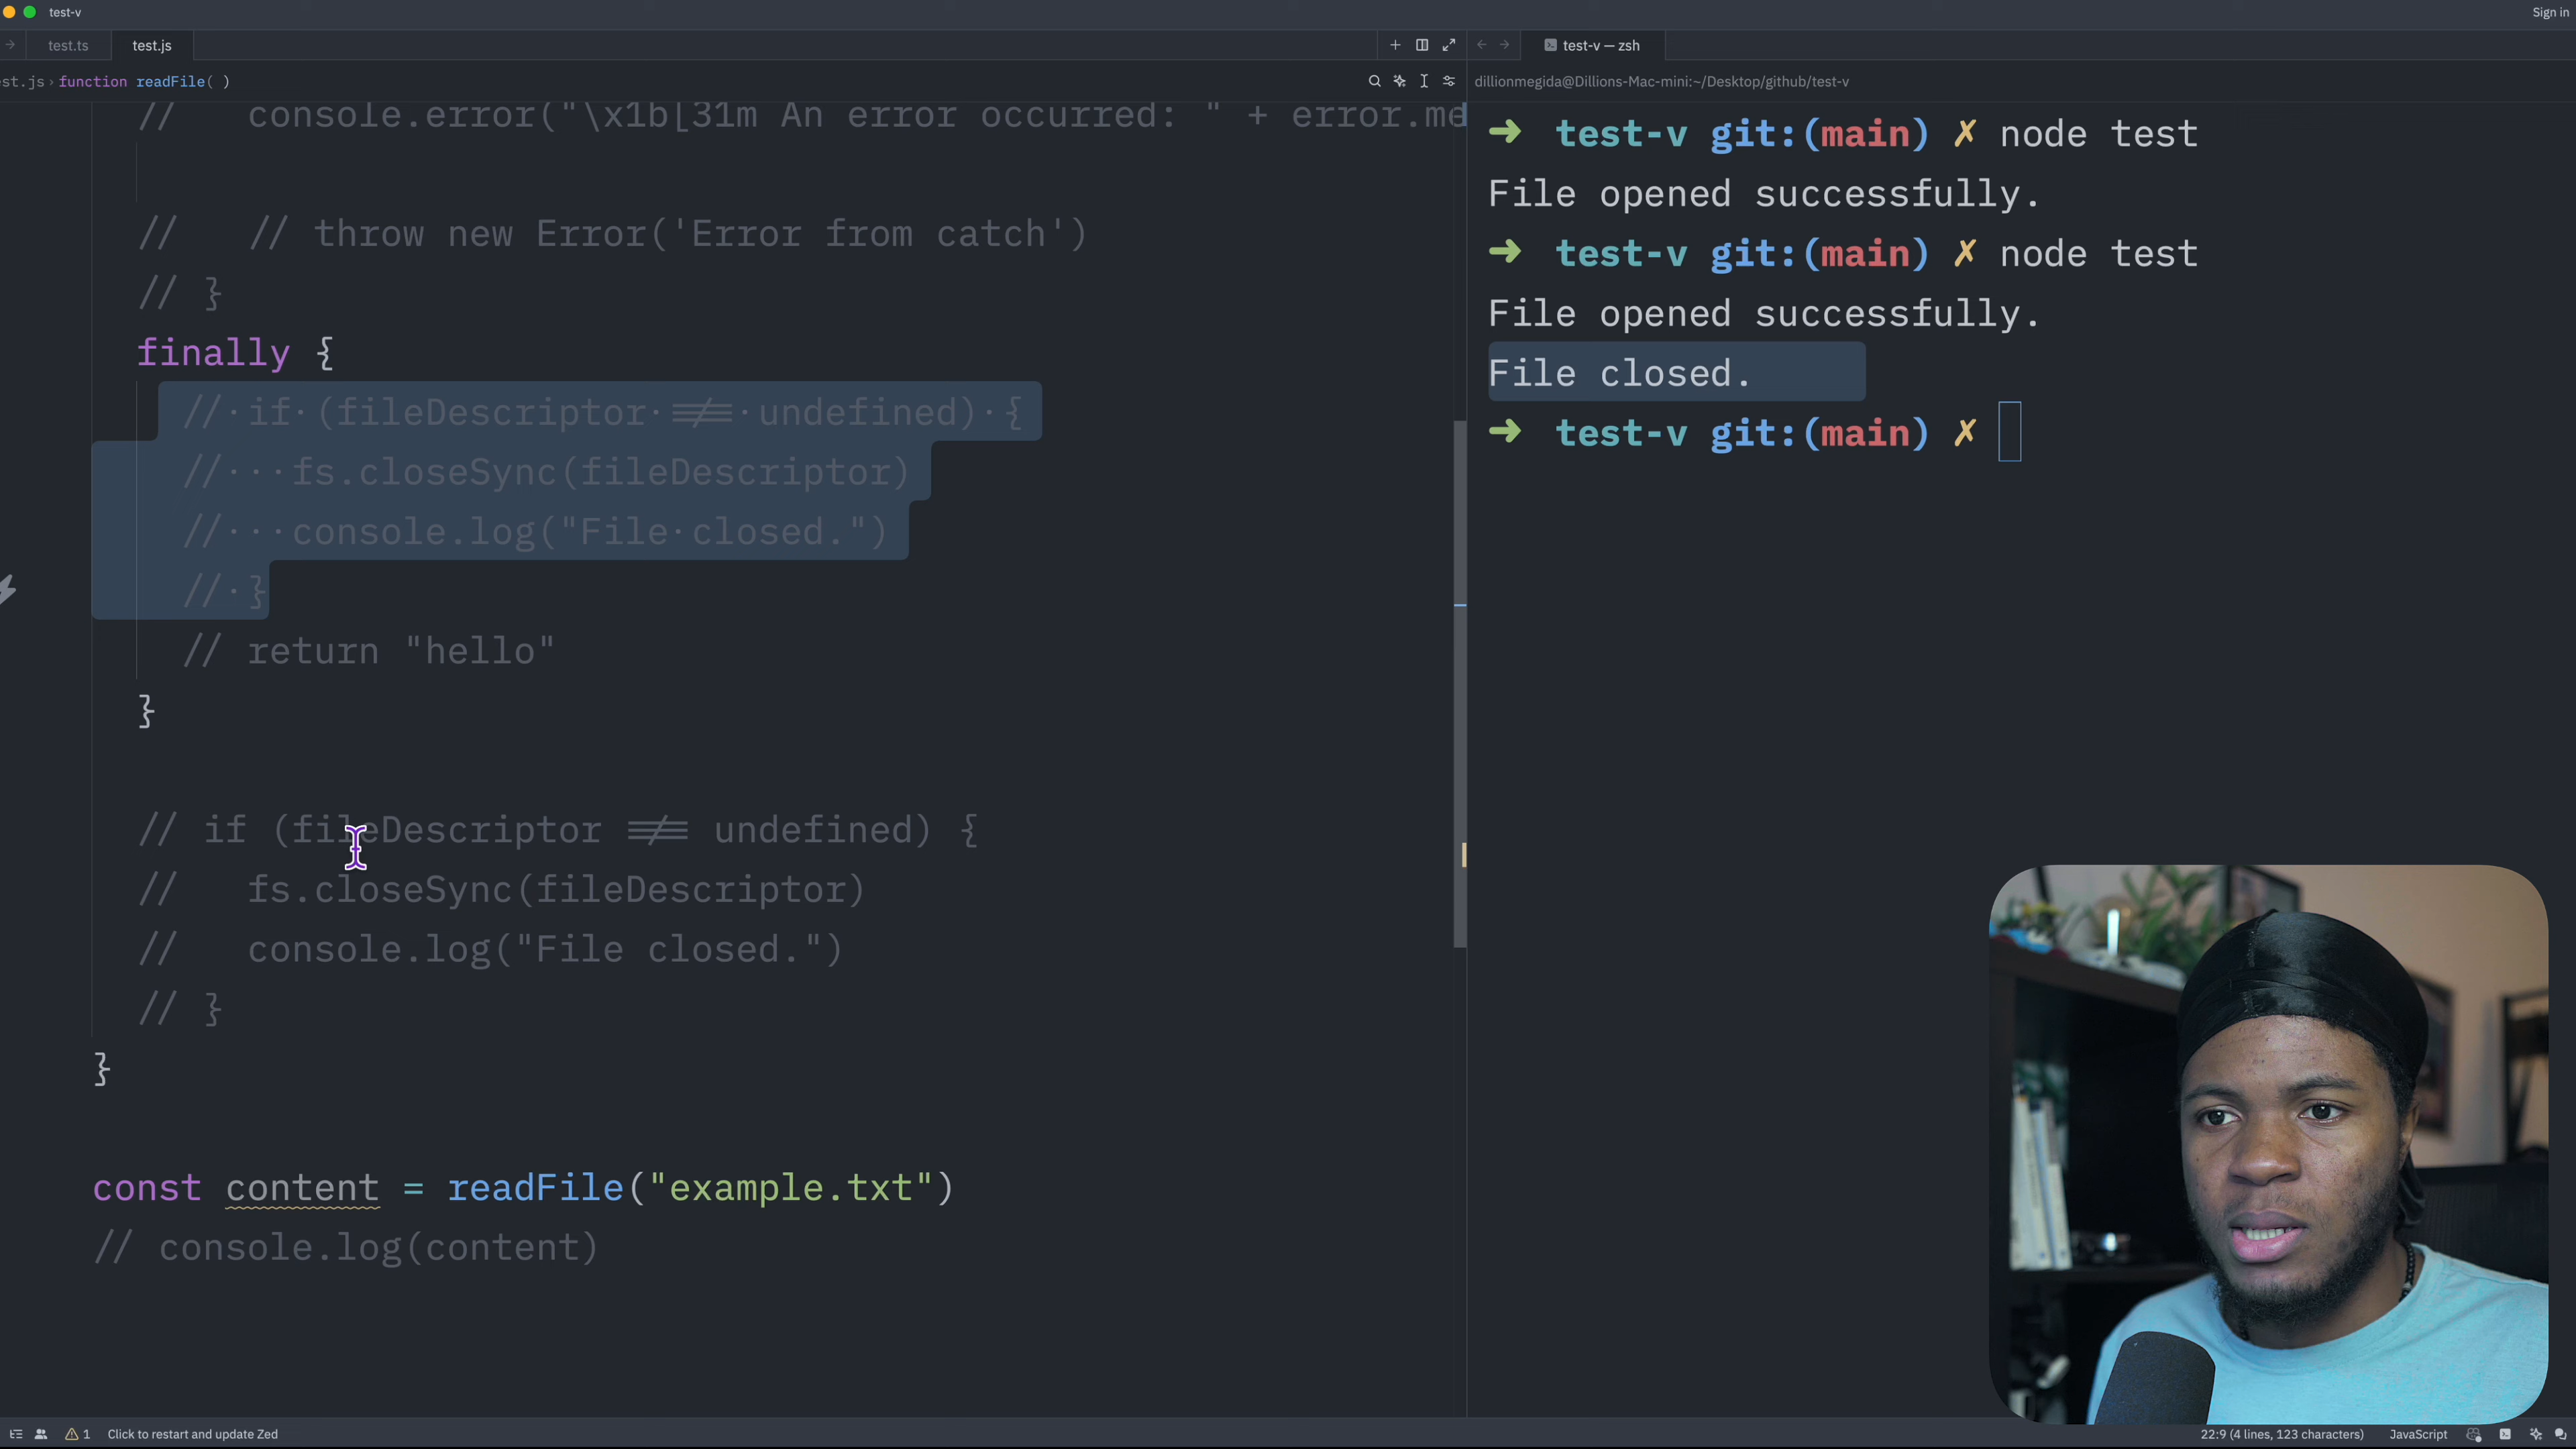 test-v
Sign in
test.ts
test.js
test-v — zsh
est.js › function readFile( )
dillionmegida@Dillions-Mac-mini:~/Desktop/github/test-v
//   console.error("\x1b[31m An error occurred: " + error.me
//   // throw new Error('Error from catch')
// }
finally {
//·if·(fileDescriptor·!==·undefined)·{
//···fs.closeSync(fileDescriptor)
//···console.log("File·closed.")
//·}
// return "hello"
}
// if (fileDescriptor !== undefined) {
//   fs.closeSync(fileDescriptor)
//   console.log("File closed.")
// }
}
const content = readFile("example.txt")
// console.log(content)
➜  test-v git:(main) ✗ node test
File opened successfully.
➜  test-v git:(main) ✗ node test
File opened successfully.
File closed.
➜  test-v git:(main) ✗
1
Click to restart and update Zed
22:9 (4 lines, 123 characters)
JavaScript